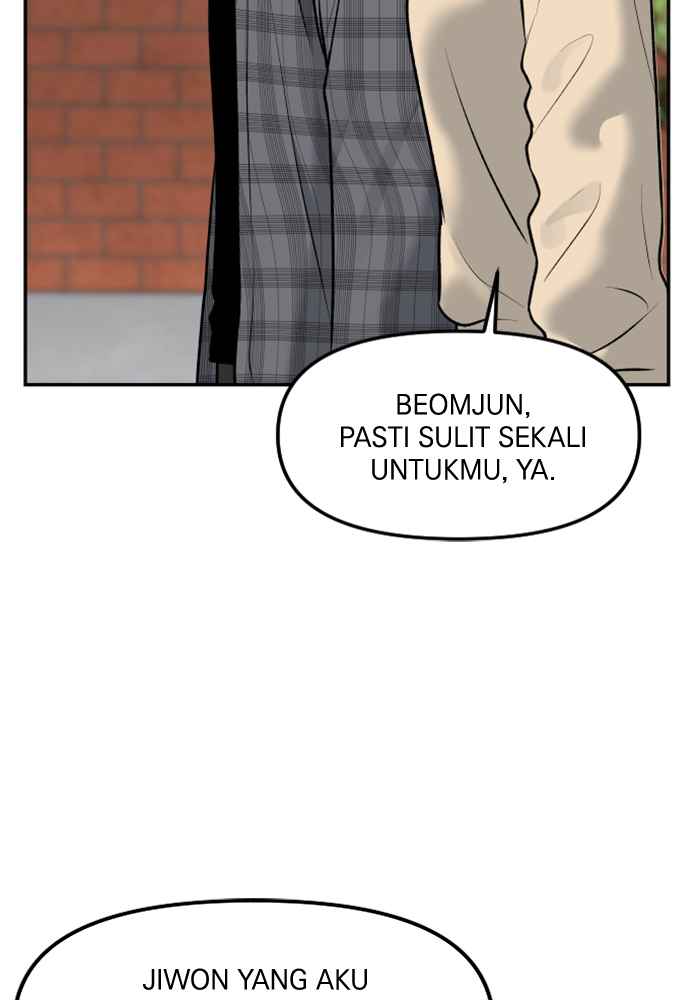 BEOMJUN,
PASTI SULIT SEKALI
UNTUKMU, YA.
JIWON YANG AKU